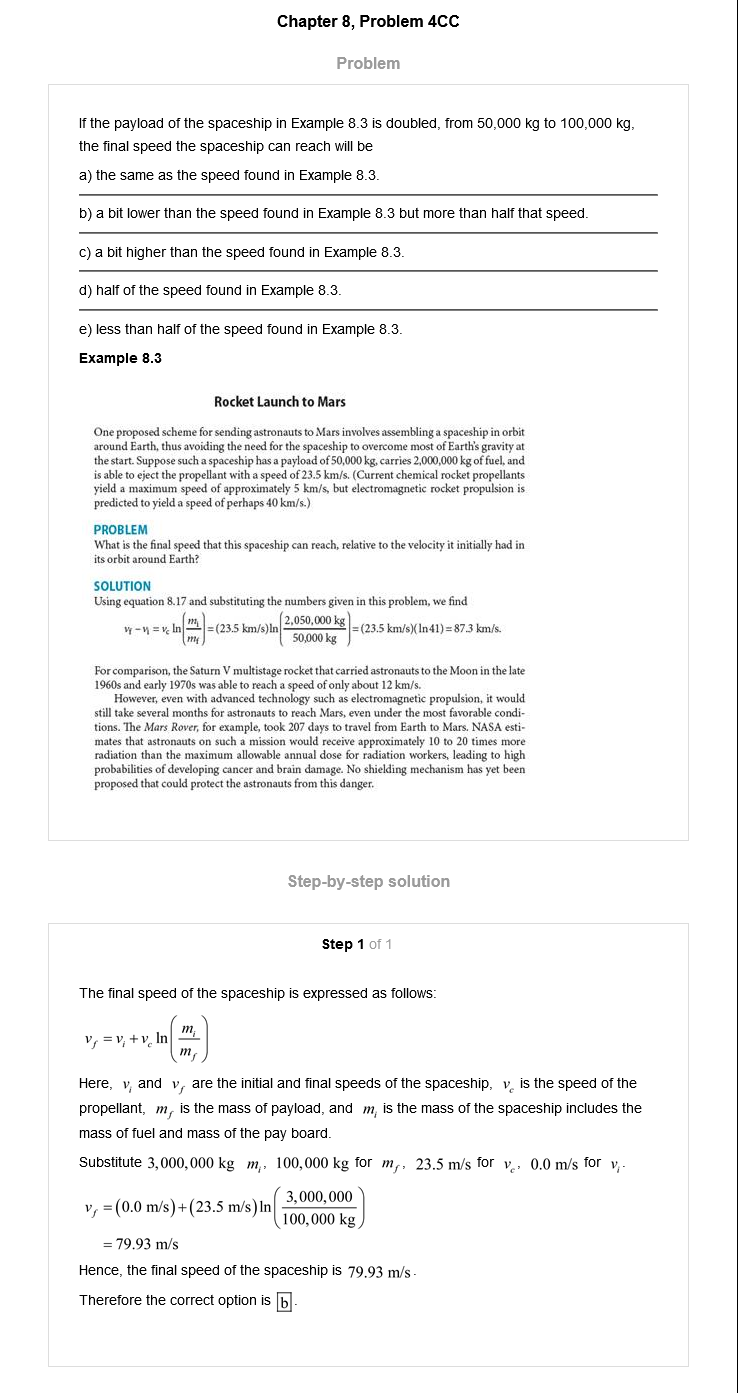 Chapter 8, Problem 4CC
Problem
If the payload of the spaceship in Example 8.3 is doubled, from 50,000 kg to 100,000 kg,
the final speed the spaceship can reach will be
a) the same as the speed found in Example 8.3.
b) a bit lower than the speed found in Example 8.3 but more than half that speed.
c) a bit higher than the speed found in Example 8.3.
d) half of the speed found in Example 8.3.
e) less than half of the speed found in Example 8.3.
Example 8.3
Rocket Launch to Mars
One proposed scheme for sending astronauts to Mars involves assembling a spaceship in orbit
around Earth, thus avoiding the need for the spaceship to overcome most of Earth's gravity at
the start. Suppose such a spaceship has a payload of 50,000 kg, carries 2,000,000 kg of fuel, and
is able to eject the propellant with a speed of 23.5 km/s. (Current chemical rocket propellants
yield a maximum speed of approximately 5 km/s, but electromagnetic rocket propulsion is
predicted to yield a speed of perhaps 40 km/s.)
PROBLEM
What is the final speed that this spaceship can reach, relative to the velocity it initially had in
its orbit around Earth?
SOLUTION
Using equation 8.17 and substituting the numbers given in this problem, we find
v_f − v_i = v_c ln(m_i/m_f) = (23.5 km/s)ln(2,050,000 kg/50,000 kg) = (23.5 km/s)(ln41) = 87.3 km/s.
For comparison, the Saturn V multistage rocket that carried astronauts to the Moon in the late
1960s and early 1970s was able to reach a speed of only about 12 km/s.
However, even with advanced technology such as electromagnetic propulsion, it would
still take several months for astronauts to reach Mars, even under the most favorable condi-
tions. The Mars Rover, for example, took 207 days to travel from Earth to Mars. NASA esti-
mates that astronauts on such a mission would receive approximately 10 to 20 times more
radiation than the maximum allowable annual dose for radiation workers, leading to high
probabilities of developing cancer and brain damage. No shielding mechanism has yet been
proposed that could protect the astronauts from this danger.
Step-by-step solution
Step 1 of 1
The final speed of the spaceship is expressed as follows:
v_f = v_i + v_c ln(m_i/m_f)
Here, v_i and v_f are the initial and final speeds of the spaceship, v_c is the speed of the
propellant, m_f is the mass of payload, and m_i is the mass of the spaceship includes the
mass of fuel and mass of the pay board.
Substitute 3,000,000 kg m_i, 100,000 kg for m_f, 23.5 m/s for v_c, 0.0 m/s for v_i.
v_f = (0.0 m/s)+(23.5 m/s)ln(3,000,000/100,000 kg)
= 79.93 m/s
Hence, the final speed of the spaceship is 79.93 m/s.
Therefore the correct option is b.